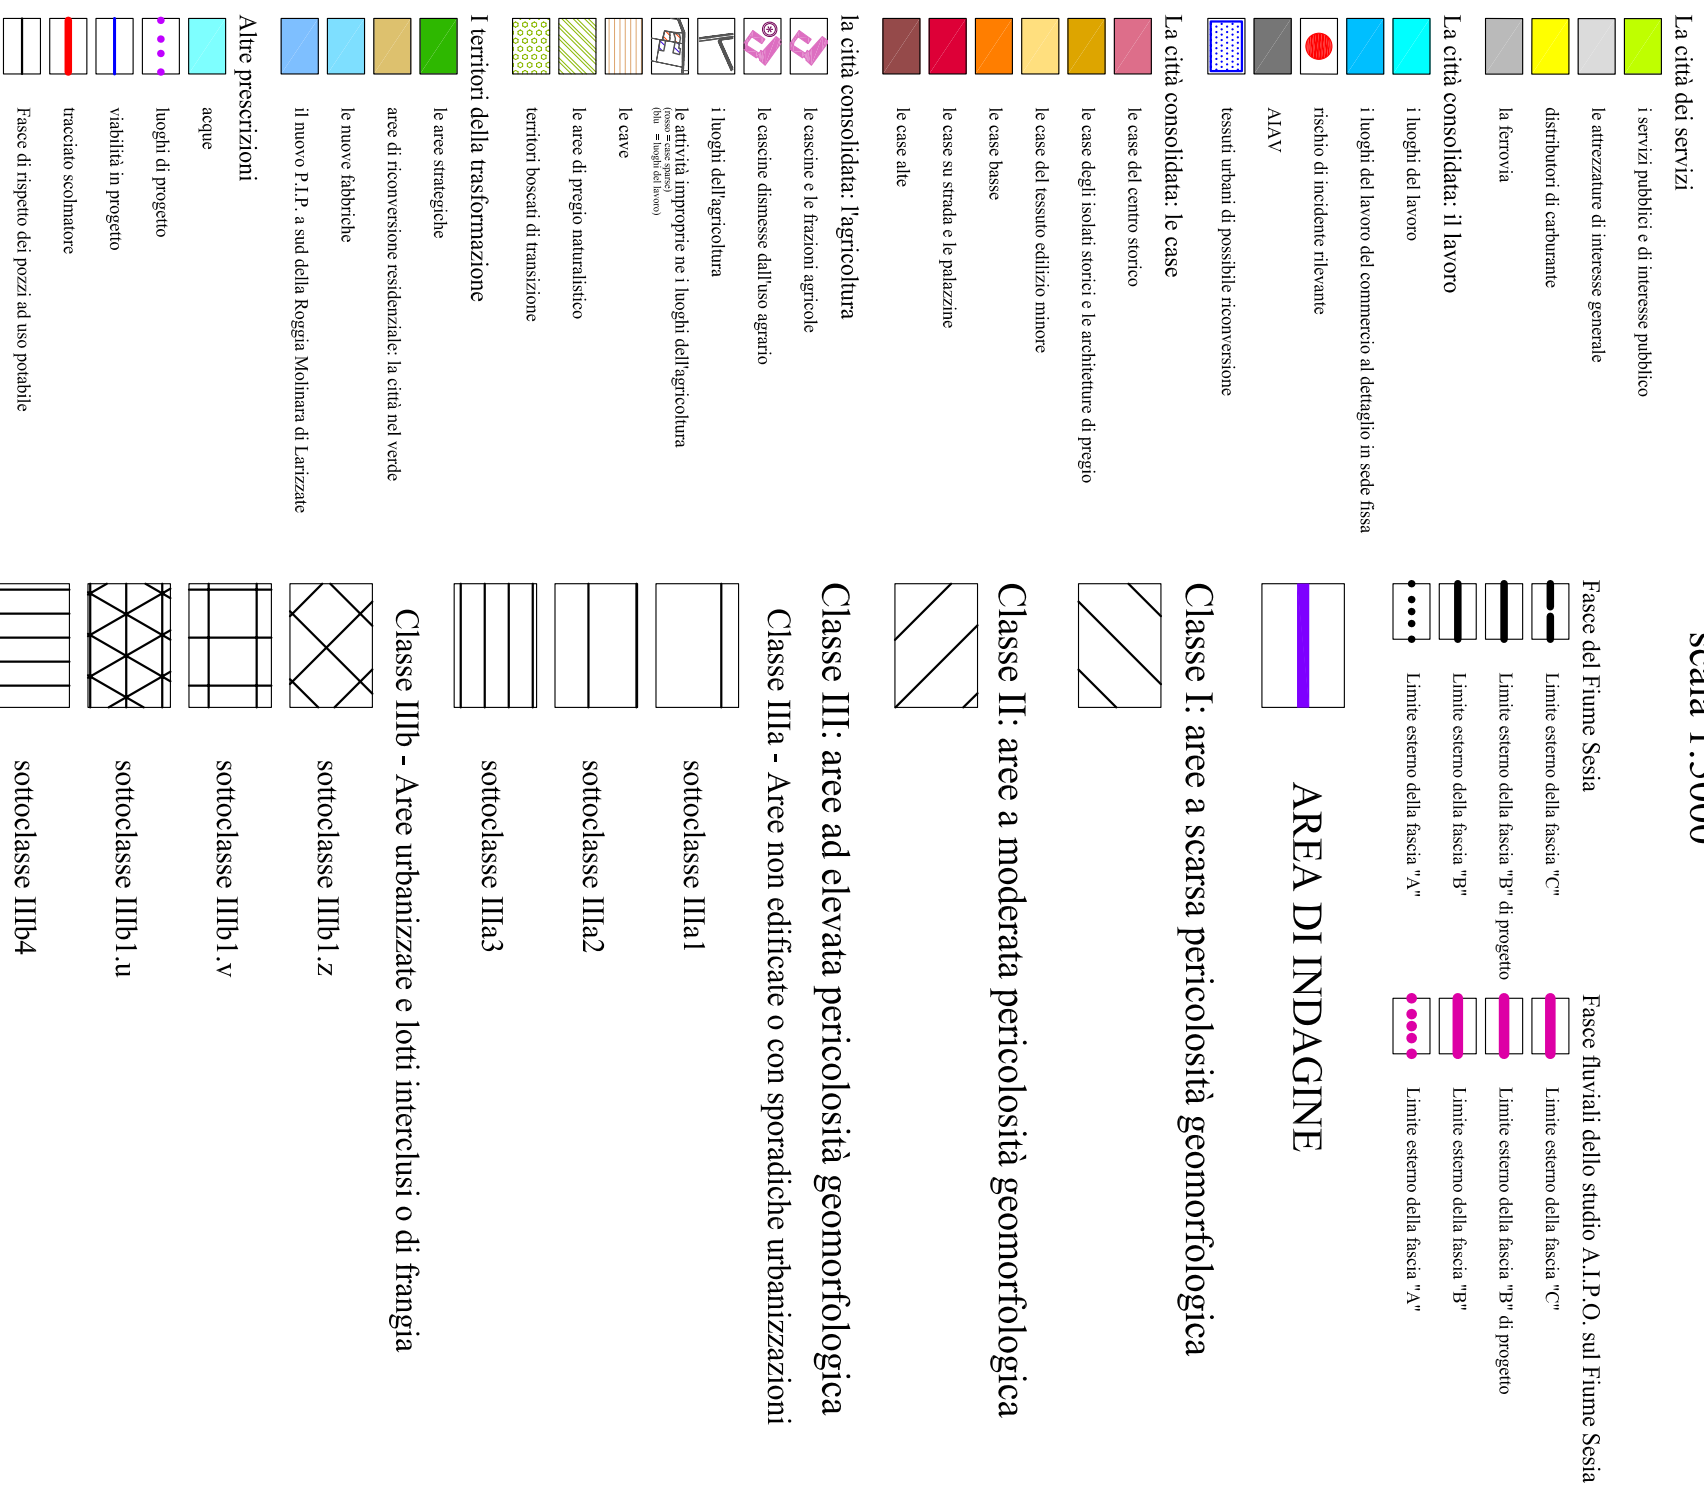 scala 1:5000
La città dei servizi
i servizi pubblici e di interesse pubblico
le attrezzature di interesse generale
distributori di carburante
la ferrovia
La città consolidata: il lavoro
i luoghi del lavoro
i luoghi del lavoro del commercio al dettaglio in sede fissa
rischio di incidente rilevante
AIAV
tessuti urbani di possibile riconversione
La città consolidata: le case
le case del centro storico
le case degli isolati storici e le architetture di pregio
le case del tessuto edilizio minore
le case basse
le case su strada e le palazzine
le case alte
la città consolidata: l'agricoltura
le cascine e le frazioni agricole
le cascine dismesse dall'uso agrario
i luoghi dell'agricoltura
le attività improprie ne i luoghi dell'agricoltura
(rosso = case sparse)
(blu = luoghi del lavoro)
le cave
le aree di pregio naturalistico
territori boscati di transizione
I territori della trasformazione
le aree strategiche
aree di riconversione residenziale: la città nel verde
le nuove fabbriche
il nuovo P.I.P. a sud della Roggia Molinara di Larizzate
Altre prescrizioni
acque
luoghi di progetto
viabilità in progetto
tracciato scolmatore
Fasce di rispetto dei pozzi ad uso potabile
Fasce del Fiume Sesia
Limite esterno della fascia "C"
Limite esterno della fascia "B" di progetto
Limite esterno della fascia "B"
Limite esterno della fascia "A"
Fasce fluviali dello studio A.I.P.O. sul Fiume Sesia
Limite esterno della fascia "C"
Limite esterno della fascia "B" di progetto
Limite esterno della fascia "B"
Limite esterno della fascia "A"
AREA DI INDAGINE
Classe I: aree a scarsa pericolosità geomorfologica
Classe II: aree a moderata pericolosità geomorfologica
Classe III: aree ad elevata pericolosità geomorfologica
Classe IIIa - Aree non edificate o con sporadiche urbanizzazioni
sottoclasse IIIa1
sottoclasse IIIa2
sottoclasse IIIa3
Classe IIIb - Aree urbanizzate e lotti interclusi o di frangia
sottoclasse IIIb1.z
sottoclasse IIIb1.v
sottoclasse IIIb1.u
sottoclasse IIIb4